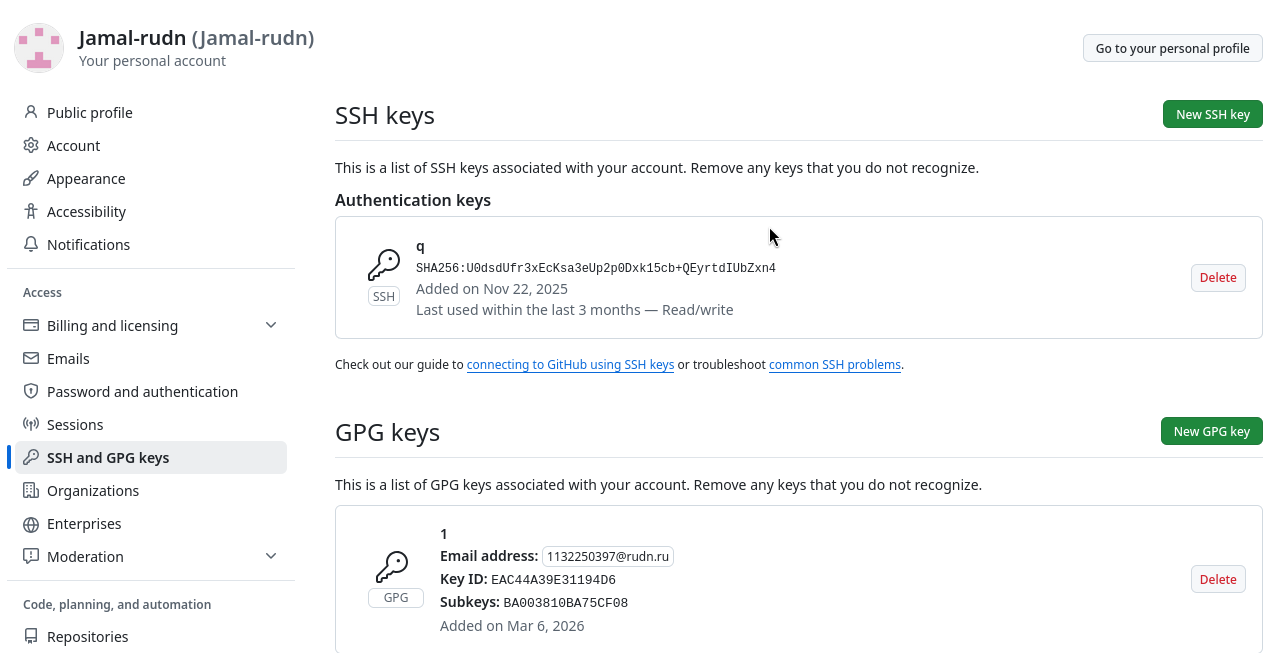 Jamal-rudn (Jamal-rudn)
Your personal account
Go to your personal profile
Public profile
Account
Appearance
Accessibility
Notifications
Access
Billing and licensing
Emails
Password and authentication
Sessions
SSH and GPG keys
Organizations
Enterprises
Moderation
Code, planning, and automation
Repositories
SSH keys
New SSH key
This is a list of SSH keys associated with your account. Remove any keys that you do not recognize.
Authentication keys
q
SHA256:U0dsdUfr3xEcKsa3eUp2p0Dxk15cb+QEyrtdIUbZxn4
SSH
Added on Nov 22, 2025
Last used within the last 3 months — Read/write
Delete
Check out our guide to connecting to GitHub using SSH keys or troubleshoot common SSH problems.
GPG keys
New GPG key
This is a list of GPG keys associated with your account. Remove any keys that you do not recognize.
1
Email address: 1132250397@rudn.ru
Key ID: EAC44A39E31194D6
GPG
Subkeys: BA003810BA75CF08
Added on Mar 6, 2026
Delete